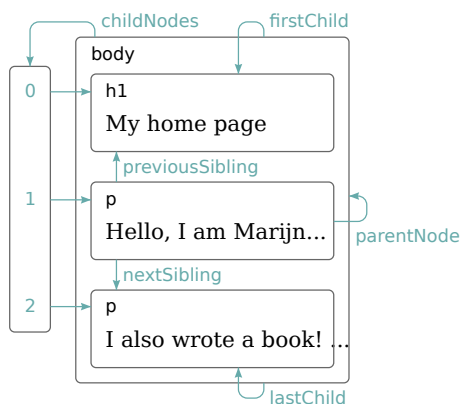 childNodes
firstChild
body
0
h1
My home page
previousSibling
1
p
Hello, I am Marijn...
parentNode
nextSibling
2
p
I also wrote a book! ...
lastChild